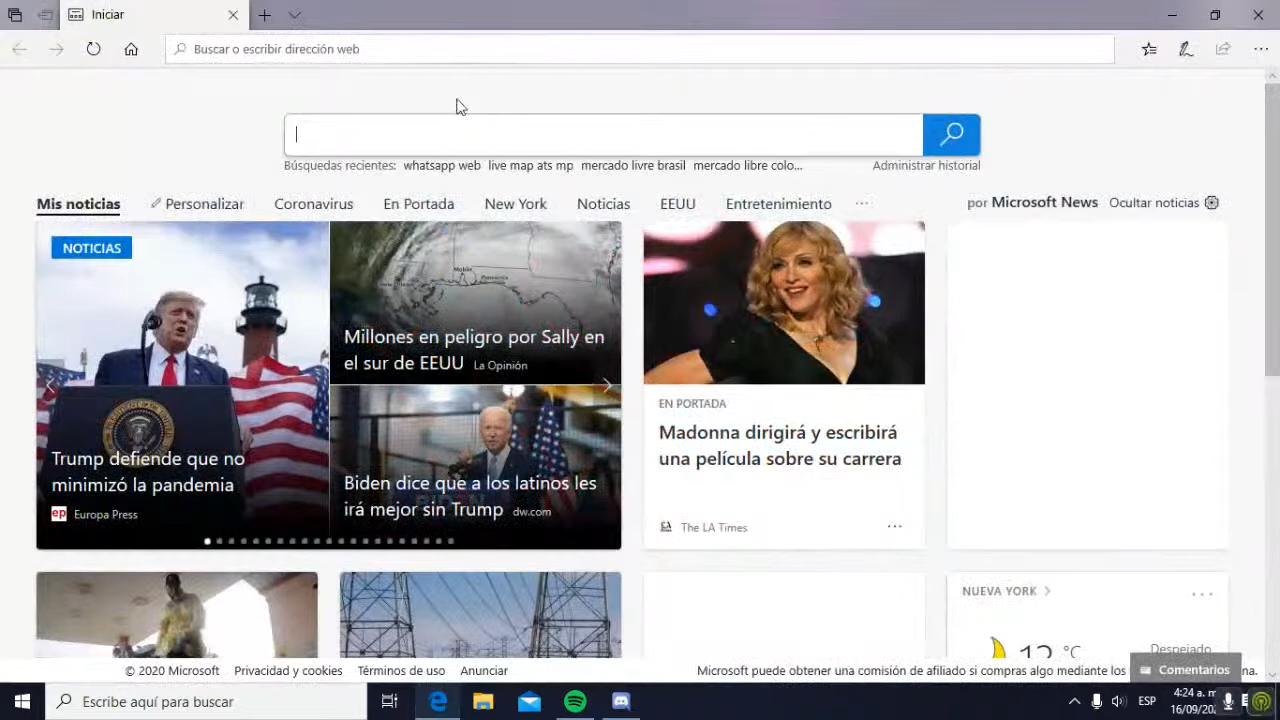 Iniciar
Buscar o escribir dirección web
Búsquedas recientes: whatsapp web live map ats mp mercado livre brasil mercado libre colo... Administrar historial
Mis noticias Personalizar Coronavirus En Portada New York Noticias EEUU Entretenimiento ... por Microsoft News Ocultar noticias
NOTICIAS
Trump defiende que no
minimizó la pandemia
ep Europa Press
Millones en peligro por Sally en
el sur de EEUU La Opinión
Biden dice que a los latinos les
irá mejor sin Trump dw.com
EN PORTADA
Madonna dirigirá y escribirá
una película sobre su carrera
The LA Times
NUEVA YORK
12 °C
Despejado
Comentarios
© 2020 Microsoft Privacidad y cookies Términos de uso Anunciar Microsoft puede obtener una comisión de afiliado si compras algo mediante los
Escribe aquí para buscar
ESP
4:24 a. m
16/09/202